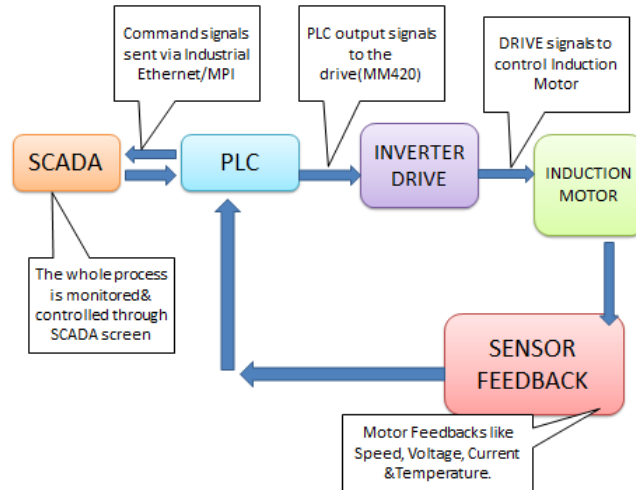 Command signals
sent via Industrial
Ethernet/MPI
PLC output signals
to the
drive(MM420)
DRIVE signals to
control Induction
Motor
SCADA
PLC
INVERTER
DRIVE
INDUCTION
MOTOR
The whole process
is monitored&
controlled through
SCADA screen
SENSOR
FEEDBACK
Motor Feedbacks like
Speed, Voltage, Current
&Temperature.